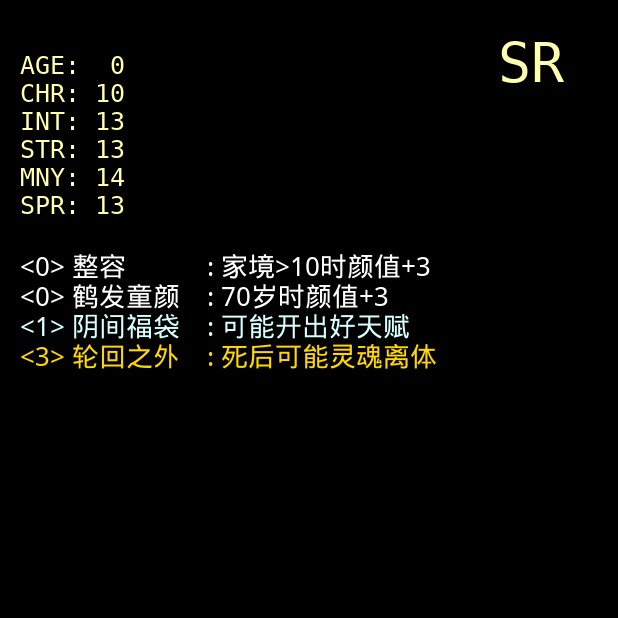 SR
AGE: 0
CHR: 10
INT: 13
STR: 13
MNY: 14
SPR: 13
<0> 整容 : 家境>10时颜值+3
<0> 鹤发童颜 : 70岁时颜值+3
<1> 阴间福袋 : 可能开出好天赋
<3> 轮回之外 : 死后可能灵魂离体